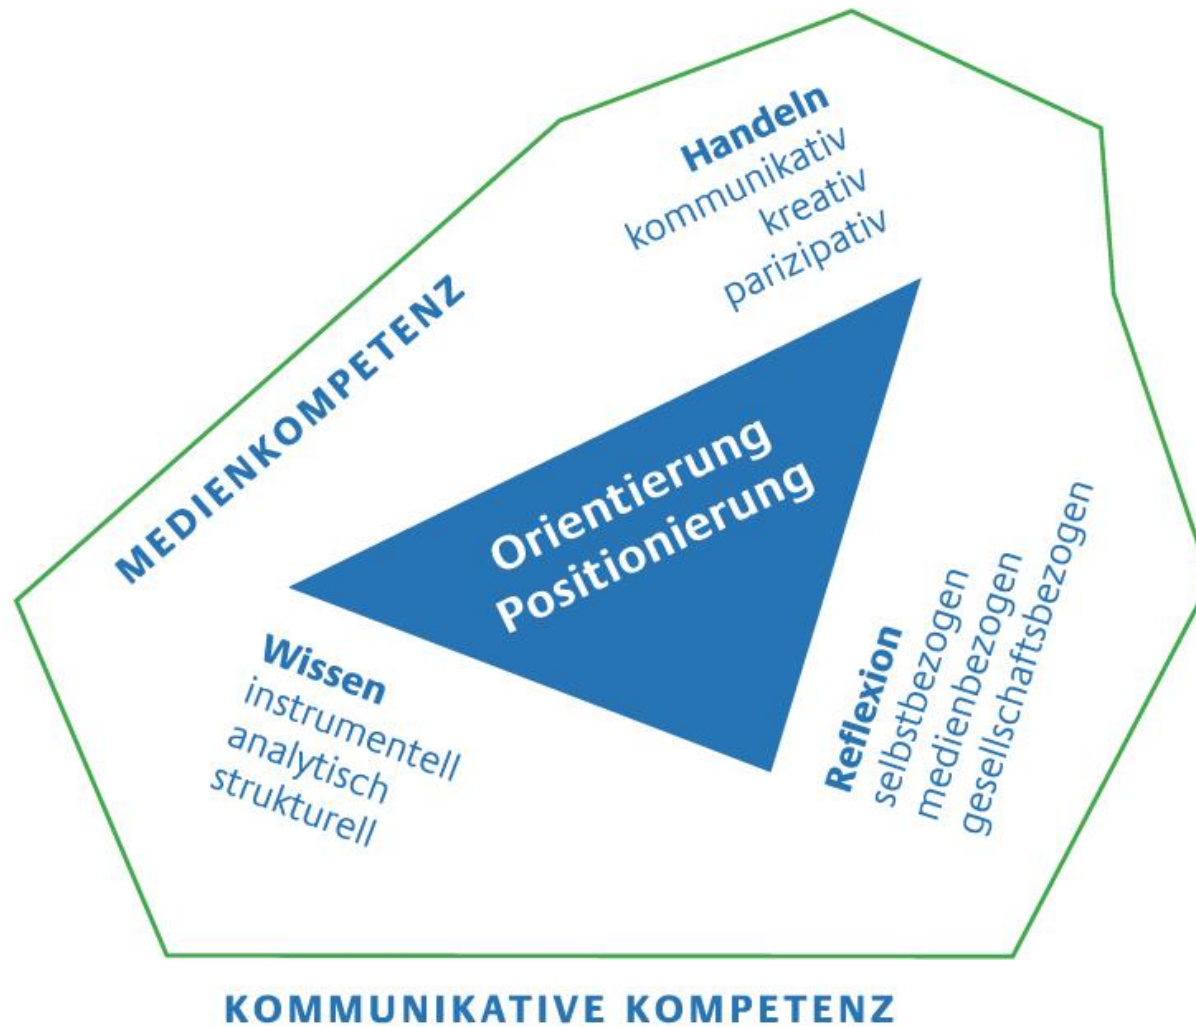 Handeln
kommunikativ
kreativ
parizipativ
MEDIENKOMPETENZ
Orientierung
Positionierung
Wissen
instrumentell
analytisch
strukturell
Reflexion
selbstbezogen
medienbezogen
gesellschaftsbezogen
KOMMUNIKATIVE KOMPETENZ